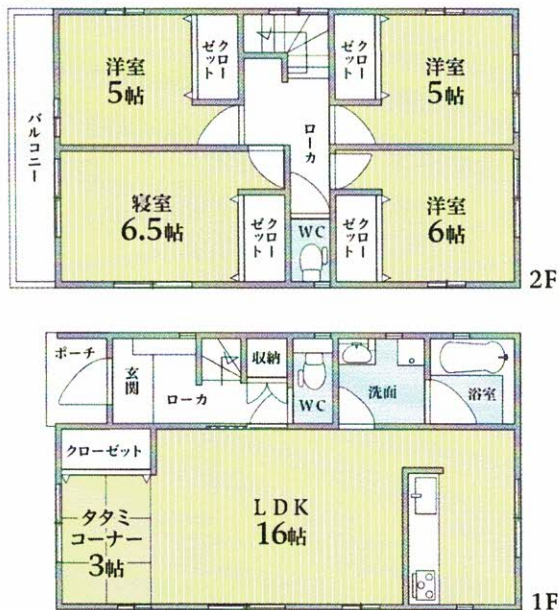 洋室
5帖
クローゼット
クローゼット
洋室
5帖
バルコニー
ローカ
寝室
6.5帖
クローゼット
WC
クローゼット
洋室
6帖
2F
ポーチ
玄関
ローカ
収納
WC
洗面
浴室
クローゼット
タタミ
コーナー
3帖
LDK
16帖
1F